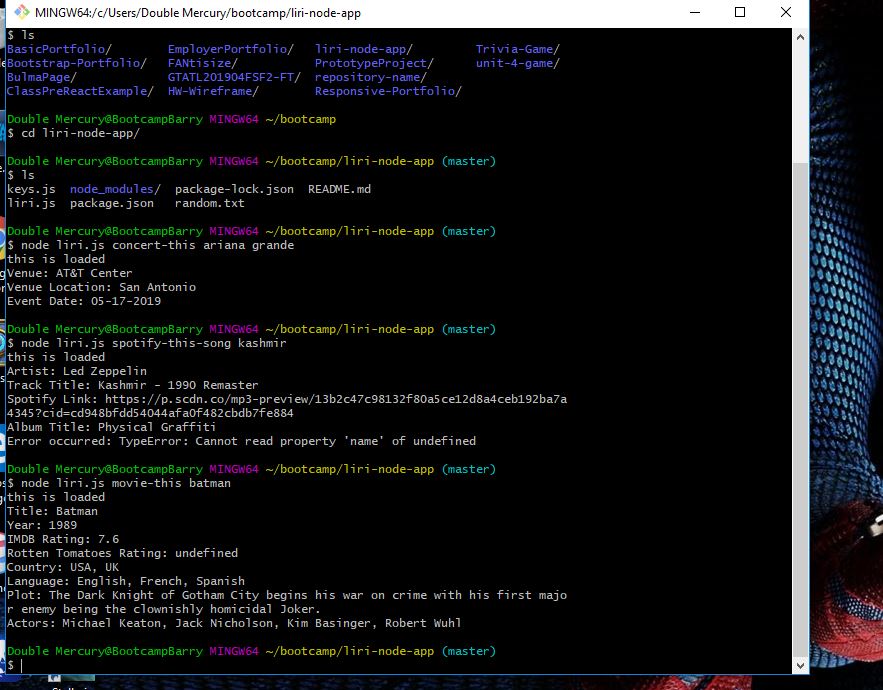 MINGW64:/c/Users/Double Mercury/bootcamp/liri-node-app
$ ls
BasicPortfolio/ EmployerPortfolio/ liri-node-app/ Trivia-Game/
Bootstrap-Portfolio/ FANtisize/ PrototypeProject/ unit-4-game/
BulmaPage/ GTATL201904FSF2-FT/ repository-name/
ClassPreReactExample/ HW-Wireframe/ Responsive-Portfolio/
Double Mercury@BootcampBarry MINGW64 ~/bootcamp
$ cd liri-node-app/
Double Mercury@BootcampBarry MINGW64 ~/bootcamp/liri-node-app (master)
$ ls
keys.js node_modules/ package-lock.json README.md
liri.js package.json random.txt
Double Mercury@BootcampBarry MINGW64 ~/bootcamp/liri-node-app (master)
$ node liri.js concert-this ariana grande
this is loaded
Venue: AT&T Center
Venue Location: San Antonio
Event Date: 05-17-2019
Double Mercury@BootcampBarry MINGW64 ~/bootcamp/liri-node-app (master)
$ node liri.js spotify-this-song kashmir
this is loaded
Artist: Led Zeppelin
Track Title: Kashmir - 1990 Remaster
Spotify Link: https://p.scdn.co/mp3-preview/13b2c47c98132f80a5ce12d8a4ceb192ba7a
4345?cid=cd948bfdd54044afa0f482cbdb7fe884
Album Title: Physical Graffiti
Error occurred: TypeError: Cannot read property 'name' of undefined
Double Mercury@BootcampBarry MINGW64 ~/bootcamp/liri-node-app (master)
$ node liri.js movie-this batman
this is loaded
Title: Batman
Year: 1989
IMDB Rating: 7.6
Rotten Tomatoes Rating: undefined
Country: USA, UK
Language: English, French, Spanish
Plot: The Dark Knight of Gotham City begins his war on crime with his first majo
r enemy being the clownishly homicidal Joker.
Actors: Michael Keaton, Jack Nicholson, Kim Basinger, Robert Wuhl
Double Mercury@BootcampBarry MINGW64 ~/bootcamp/liri-node-app (master)
$